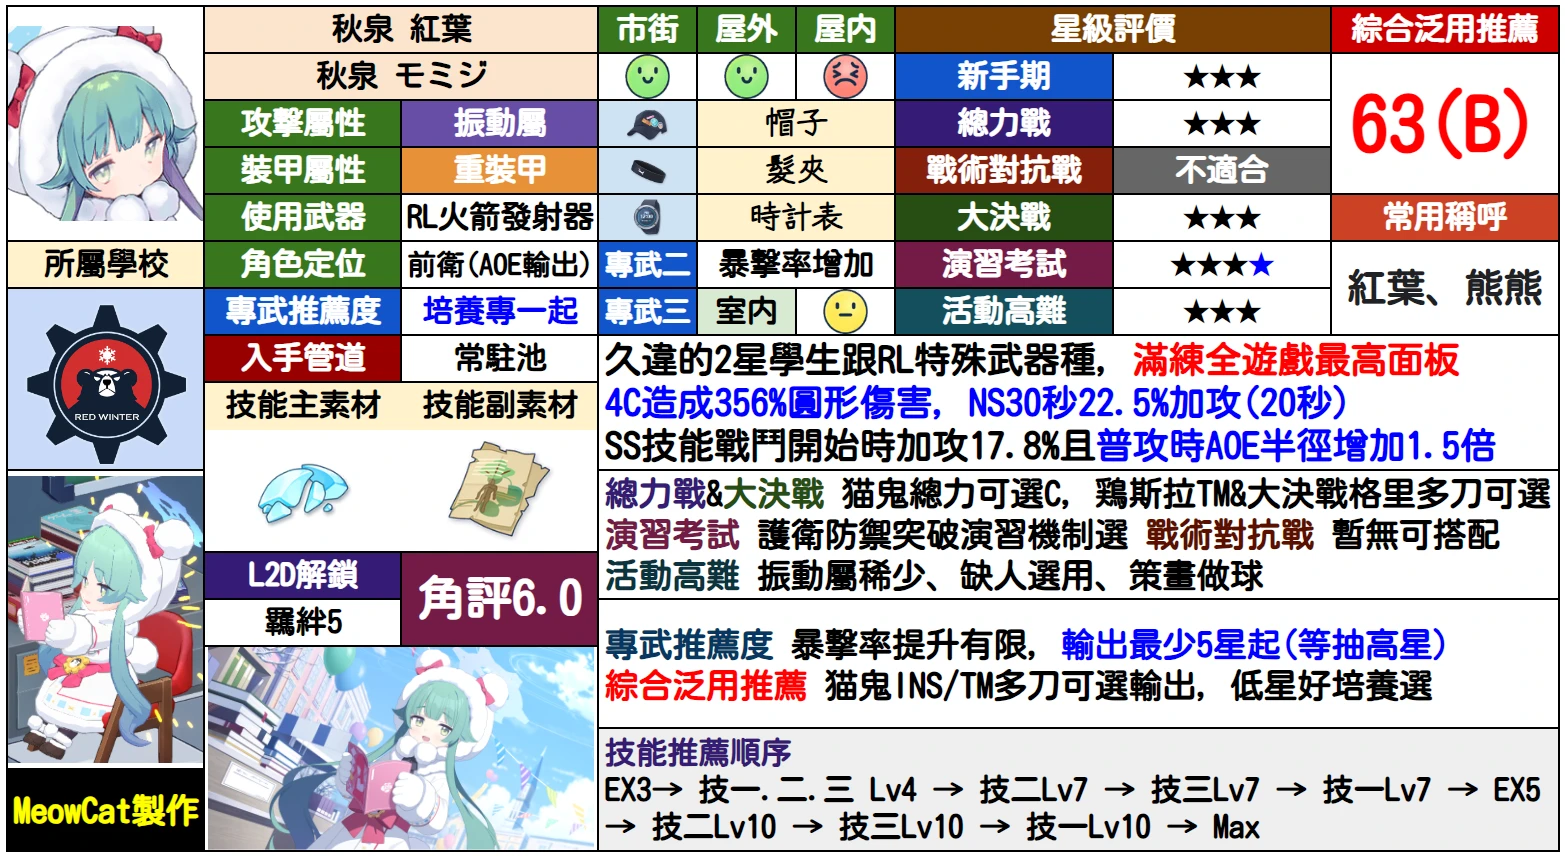 秋泉 紅葉
秋泉 モミジ
攻擊屬性
振動屬
裝甲屬性
重裝甲
使用武器
RL火箭發射器
所屬學校
角色定位
前衛(AOE輸出)
專武推薦度
培養專一起
入手管道
常駐池
技能主素材
技能副素材
RED WINTER
L2D解鎖
羈絆5
角評6.0
MeowCat製作
市街
屋外
屋内
帽子
髮夾
時計表
專武二
暴擊率增加
專武三
室内
星級評價
新手期
★★★
總力戰
★★★
戰術對抗戰
不適合
大決戰
★★★
演習考試
★★★★
活動高難
★★★
綜合泛用推薦
63(B)
常用稱呼
紅葉、熊熊
久違的2星學生跟RL特殊武器種, 滿練全遊戲最高面板
4C造成356%圓形傷害, NS30秒22.5%加攻(20秒)
SS技能戰鬥開始時加攻17.8%且普攻時AOE半徑增加1.5倍
總力戰&大決戰 猫鬼總力可選C, 鶏斯拉TM&大決戰格里多刀可選
演習考試 護衛防禦突破演習機制選 戰術對抗戰 暫無可搭配
活動高難 振動屬稀少、缺人選用、策畫做球
專武推薦度 暴擊率提升有限, 輸出最少5星起(等抽高星)
綜合泛用推薦 猫鬼INS/TM多刀可選輸出, 低星好培養選
技能推薦順序
EX3→ 技一.二.三 Lv4 → 技二Lv7 → 技三Lv7 → 技一Lv7 → EX5
→ 技二Lv10 → 技三Lv10 → 技一Lv10 → Max